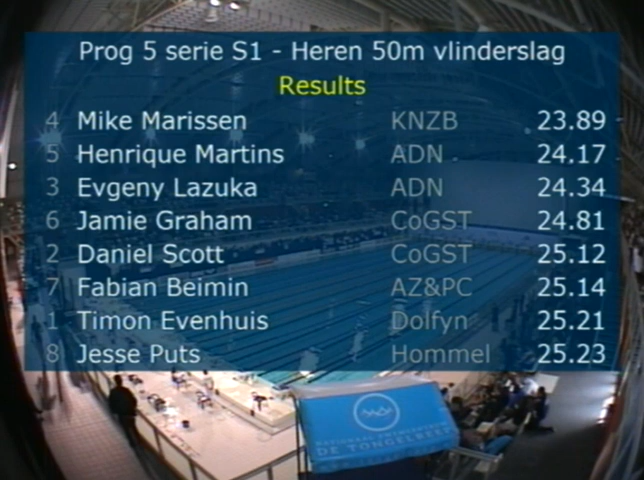 Prog 5 serie S1 - Heren 50m vlinderslag
Results
4 Mike Marissen KNZB 23.89
5 Henrique Martins ADN 24.17
3 Evgeny Lazuka ADN 24.34
6 Jamie Graham CoGST 24.81
2 Daniel Scott CoGST 25.12
7 Fabian Beimin AZ&PC 25.14
1 Timon Evenhuis Dolfyn 25.21
8 Jesse Puts Hommel 25.23
NATIONAAL ZWEMCENTRUM
DE TONGELREEP